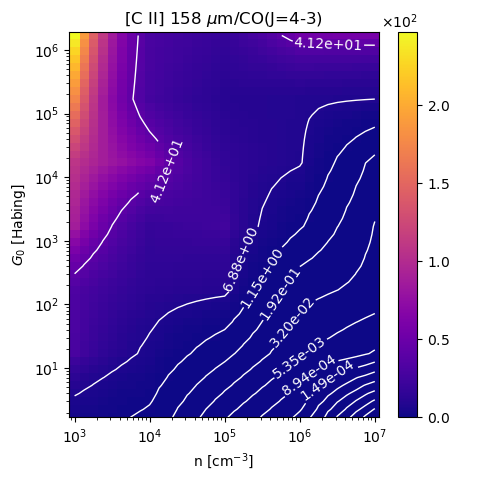 [C II] 158 μm/CO(J=4-3)
×10²
4.12e+01
4.12e+01
6.88e+00
1.15e+00
1.92e-01
3.20e-02
5.35e-03
8.94e-04
1.49e-04
10⁶
10⁵
10⁴
10³
10²
10¹
G₀ [Habing]
10³ 10⁴ 10⁵ 10⁶ 10⁷
n [cm⁻³]
2.0
1.5
1.0
0.5
0.0